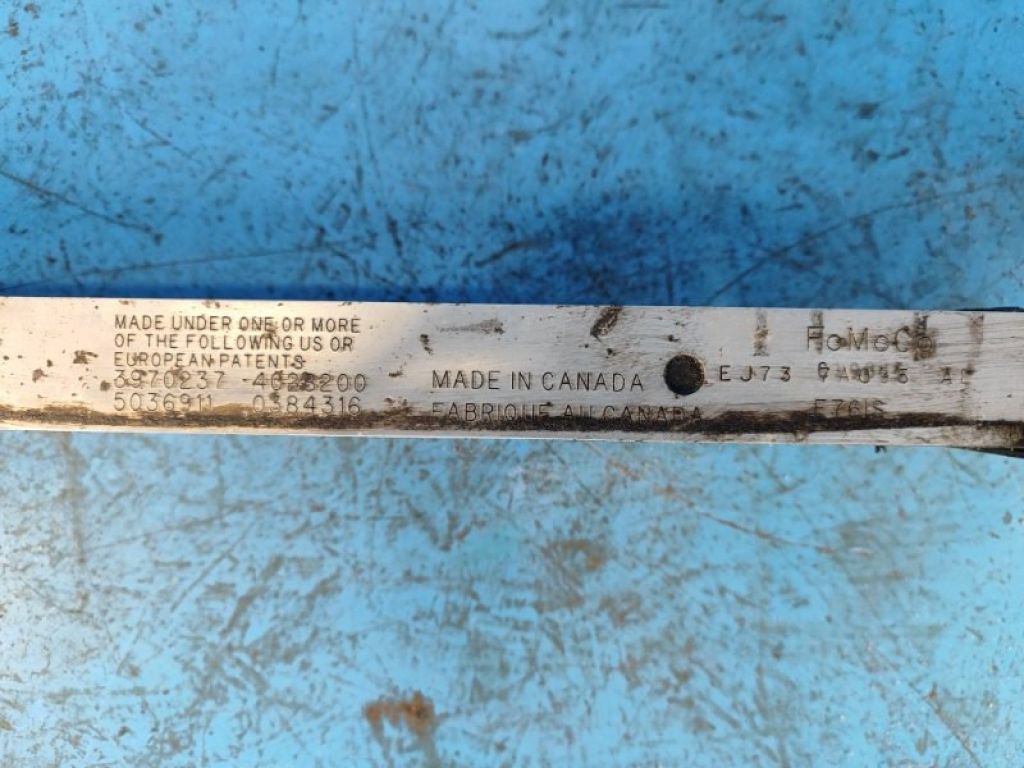 MADE UNDER ONE OR MORE
OF THE FOLLOWING US OR
EUROPEAN PATENTS
3970237 4023200
5036911 0384316
MADE IN CANADA
FABRIQUE AU CANADA
FoMoCo
EJ73 A